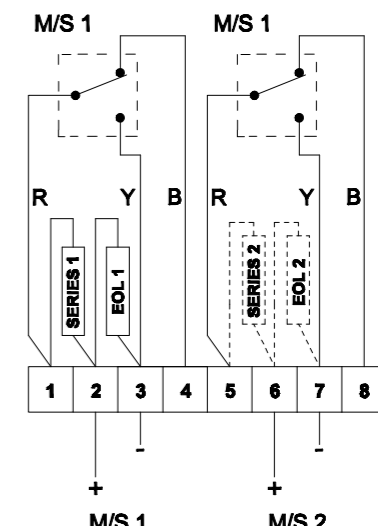 M/S 1 M/S 1
R Y B R Y B
SERIES 1 EOL 1 SERIES 2 EOL 2
1 2 3 4 5 6 7 8
- -
+ +
M/S 1 M/S 2